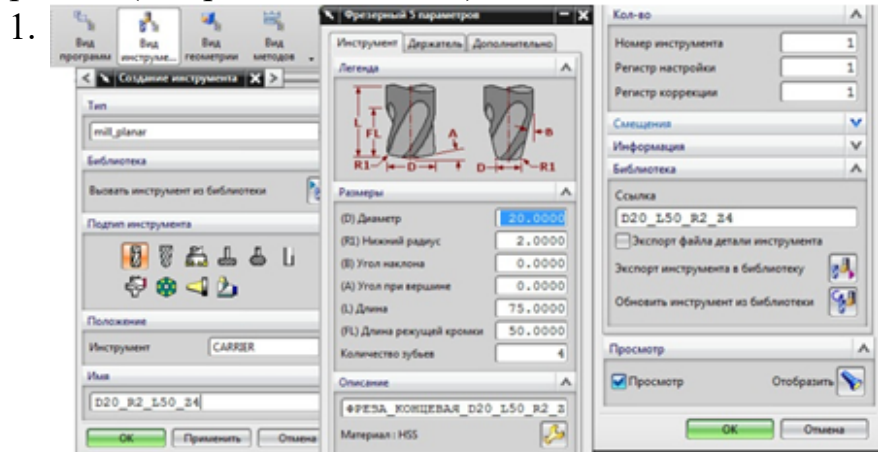 1.
Вид программ
Вид инструме...
Вид геометрии
Вид методов
Создание инструмента
Тип
mill_planar
Библиотека
Вызвать инструмент из библиотеки
Подтип инструмента
Положение
Инструмент
CARRIER
Имя
D20_R2_L50_Z4
OK
Применить
Отмена
Фрезерный 5 параметров
Инструмент
Держатель
Дополнительно
Легенда
L
FL
A
B
R1
D
D
R1
Размеры
(D) Диаметр 20.0000
(R1) Нижний радиус 2.0000
(B) Угол наклона 0.0000
(A) Угол при вершине 0.0000
(L) Длина 75.0000
(FL) Длина режущей кромки 50.0000
Количество зубьев 4
Описание
ФРЕЗА_КОНЦЕВАЯ_D20_L50_R2_Z
Материал : HSS
Кол-во
Номер инструмента 1
Регистр настройки 1
Регистр коррекции 1
Смещения
Информация
Библиотека
Ссылка
D20_L50_R2_Z4
Экспорт файла детали инструмента
Экспорт инструмента в библиотеку
Обновить инструмент из библиотеки
Просмотр
Просмотр
Отобразить
OK
Отмена